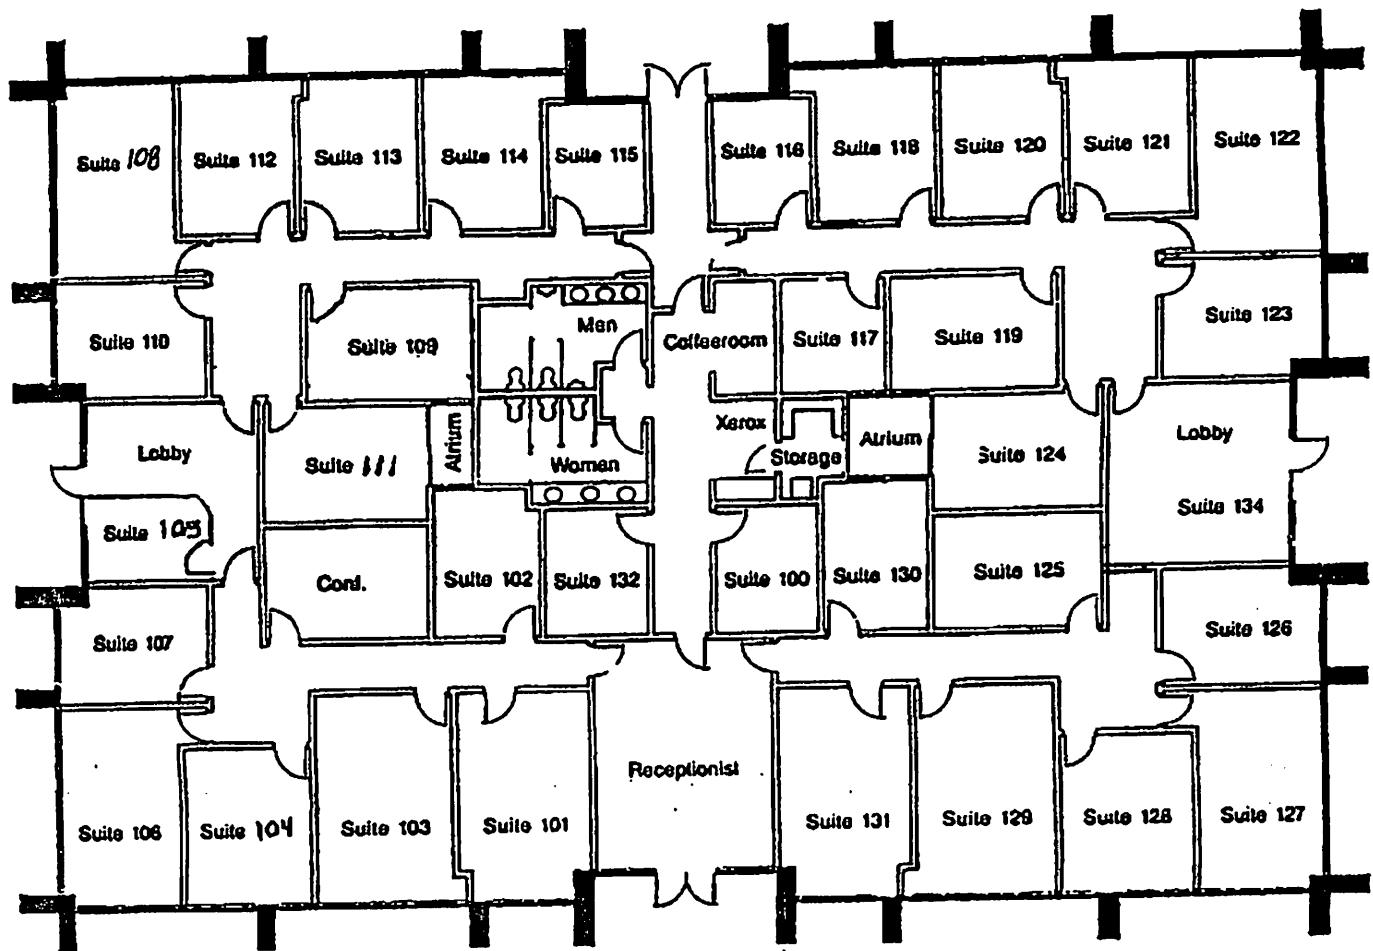 Suite 108
Suite 112
Suite 113
Suite 114
Suite 115
Suite 116
Suite 118
Suite 120
Suite 121
Suite 122
Suite 110
Suite 109
Men
Coffeeroom
Suite 117
Suite 119
Suite 123
Lobby
Suite 111
Atrium
Women
Xerox
Storage
Atrium
Suite 124
Lobby
Suite 134
Suite 105
Conf.
Suite 102
Suite 132
Suite 100
Suite 130
Suite 125
Suite 107
Suite 126
Receptionist
Suite 106
Suite 104
Suite 103
Suite 101
Suite 131
Suite 129
Suite 128
Suite 127